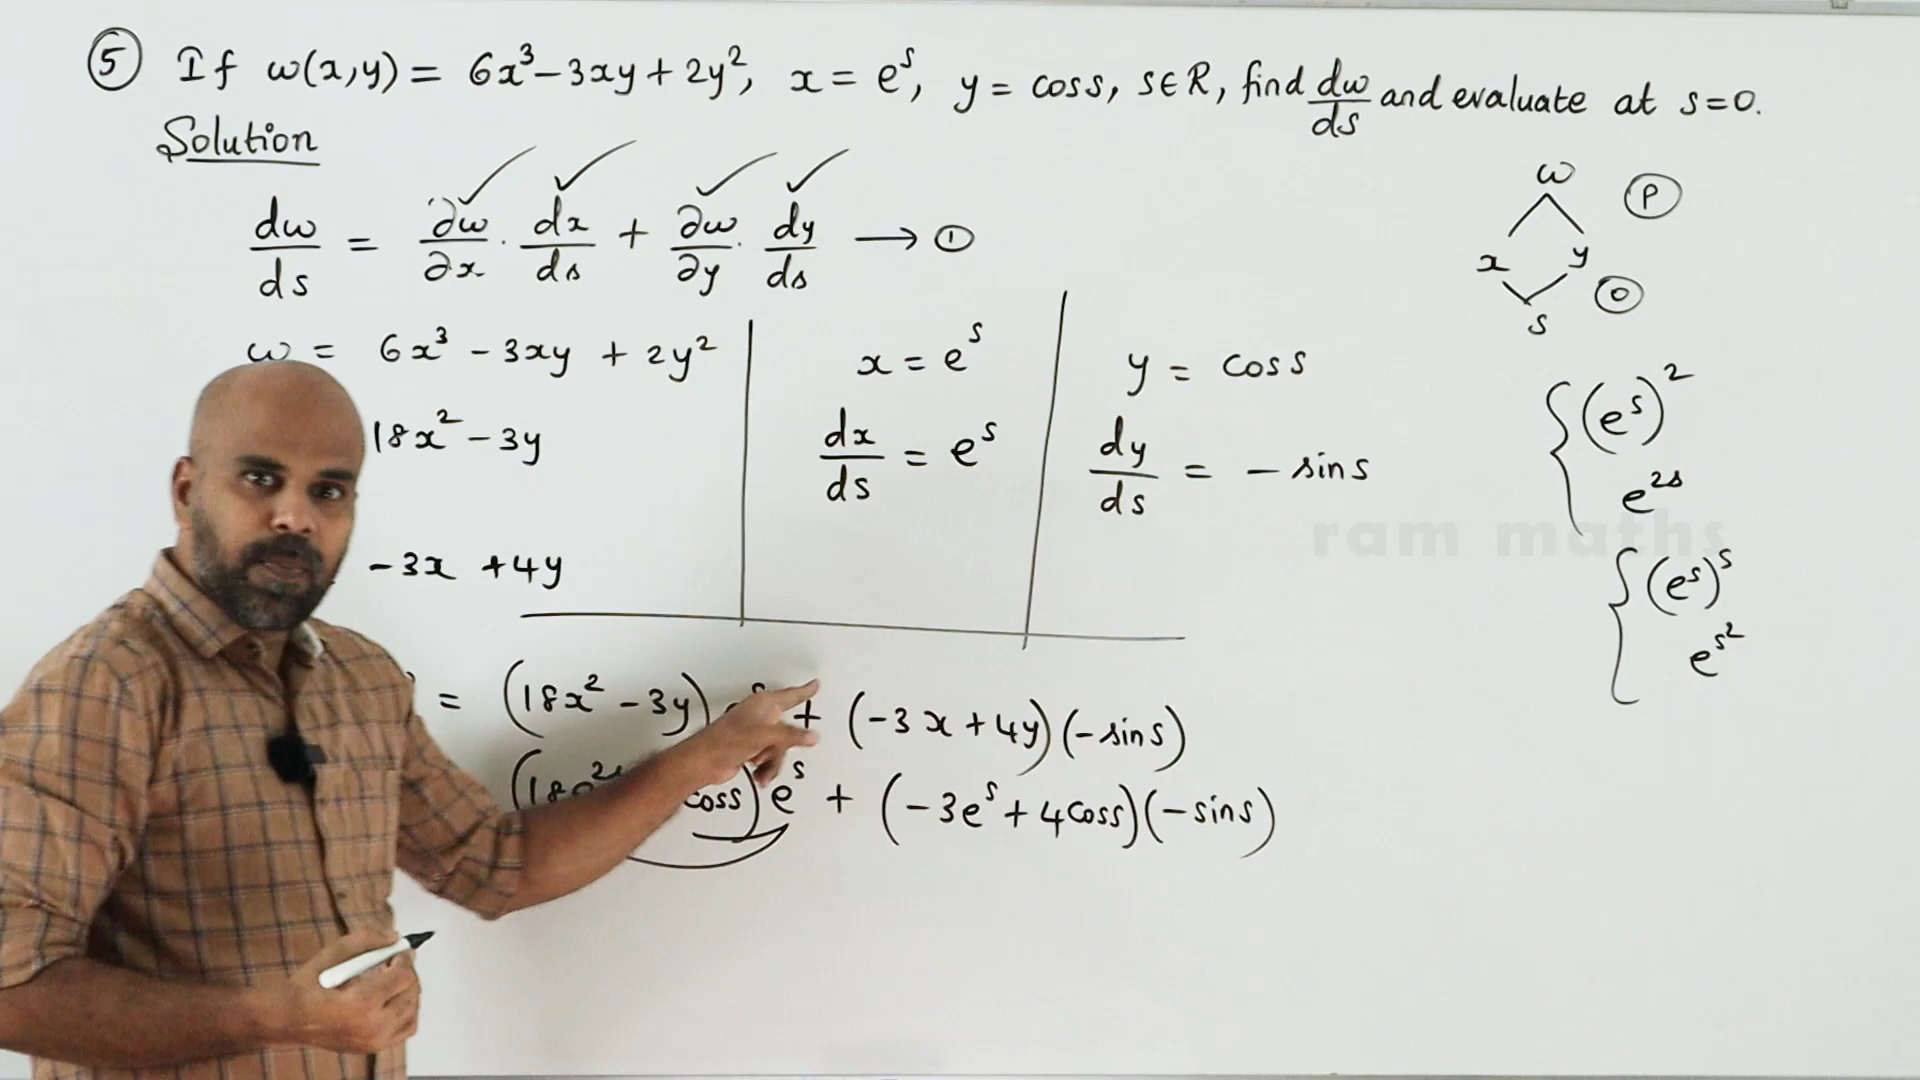 ⑤ If w(x,y) = 6x³ - 3xy + 2y², x = eˢ, y = cos s, s∈R, find dw/ds and evaluate at s=0.
Solution
dw/ds = ∂w/∂x · dx/ds + ∂w/∂y · dy/ds → ①
w = 6x³ - 3xy + 2y²
18x² - 3y
-3x + 4y
x = eˢ
dx/ds = eˢ
y = cos s
dy/ds = - sin s
= (18x² - 3y) + (-3x + 4y)(-sin s)
cos s)eˢ + (-3eˢ + 4cos s)(-sin s)
w P
x y O
s
{(eˢ)²
e²ˢ
{(eˢ)ˢ
e^s²
ram maths